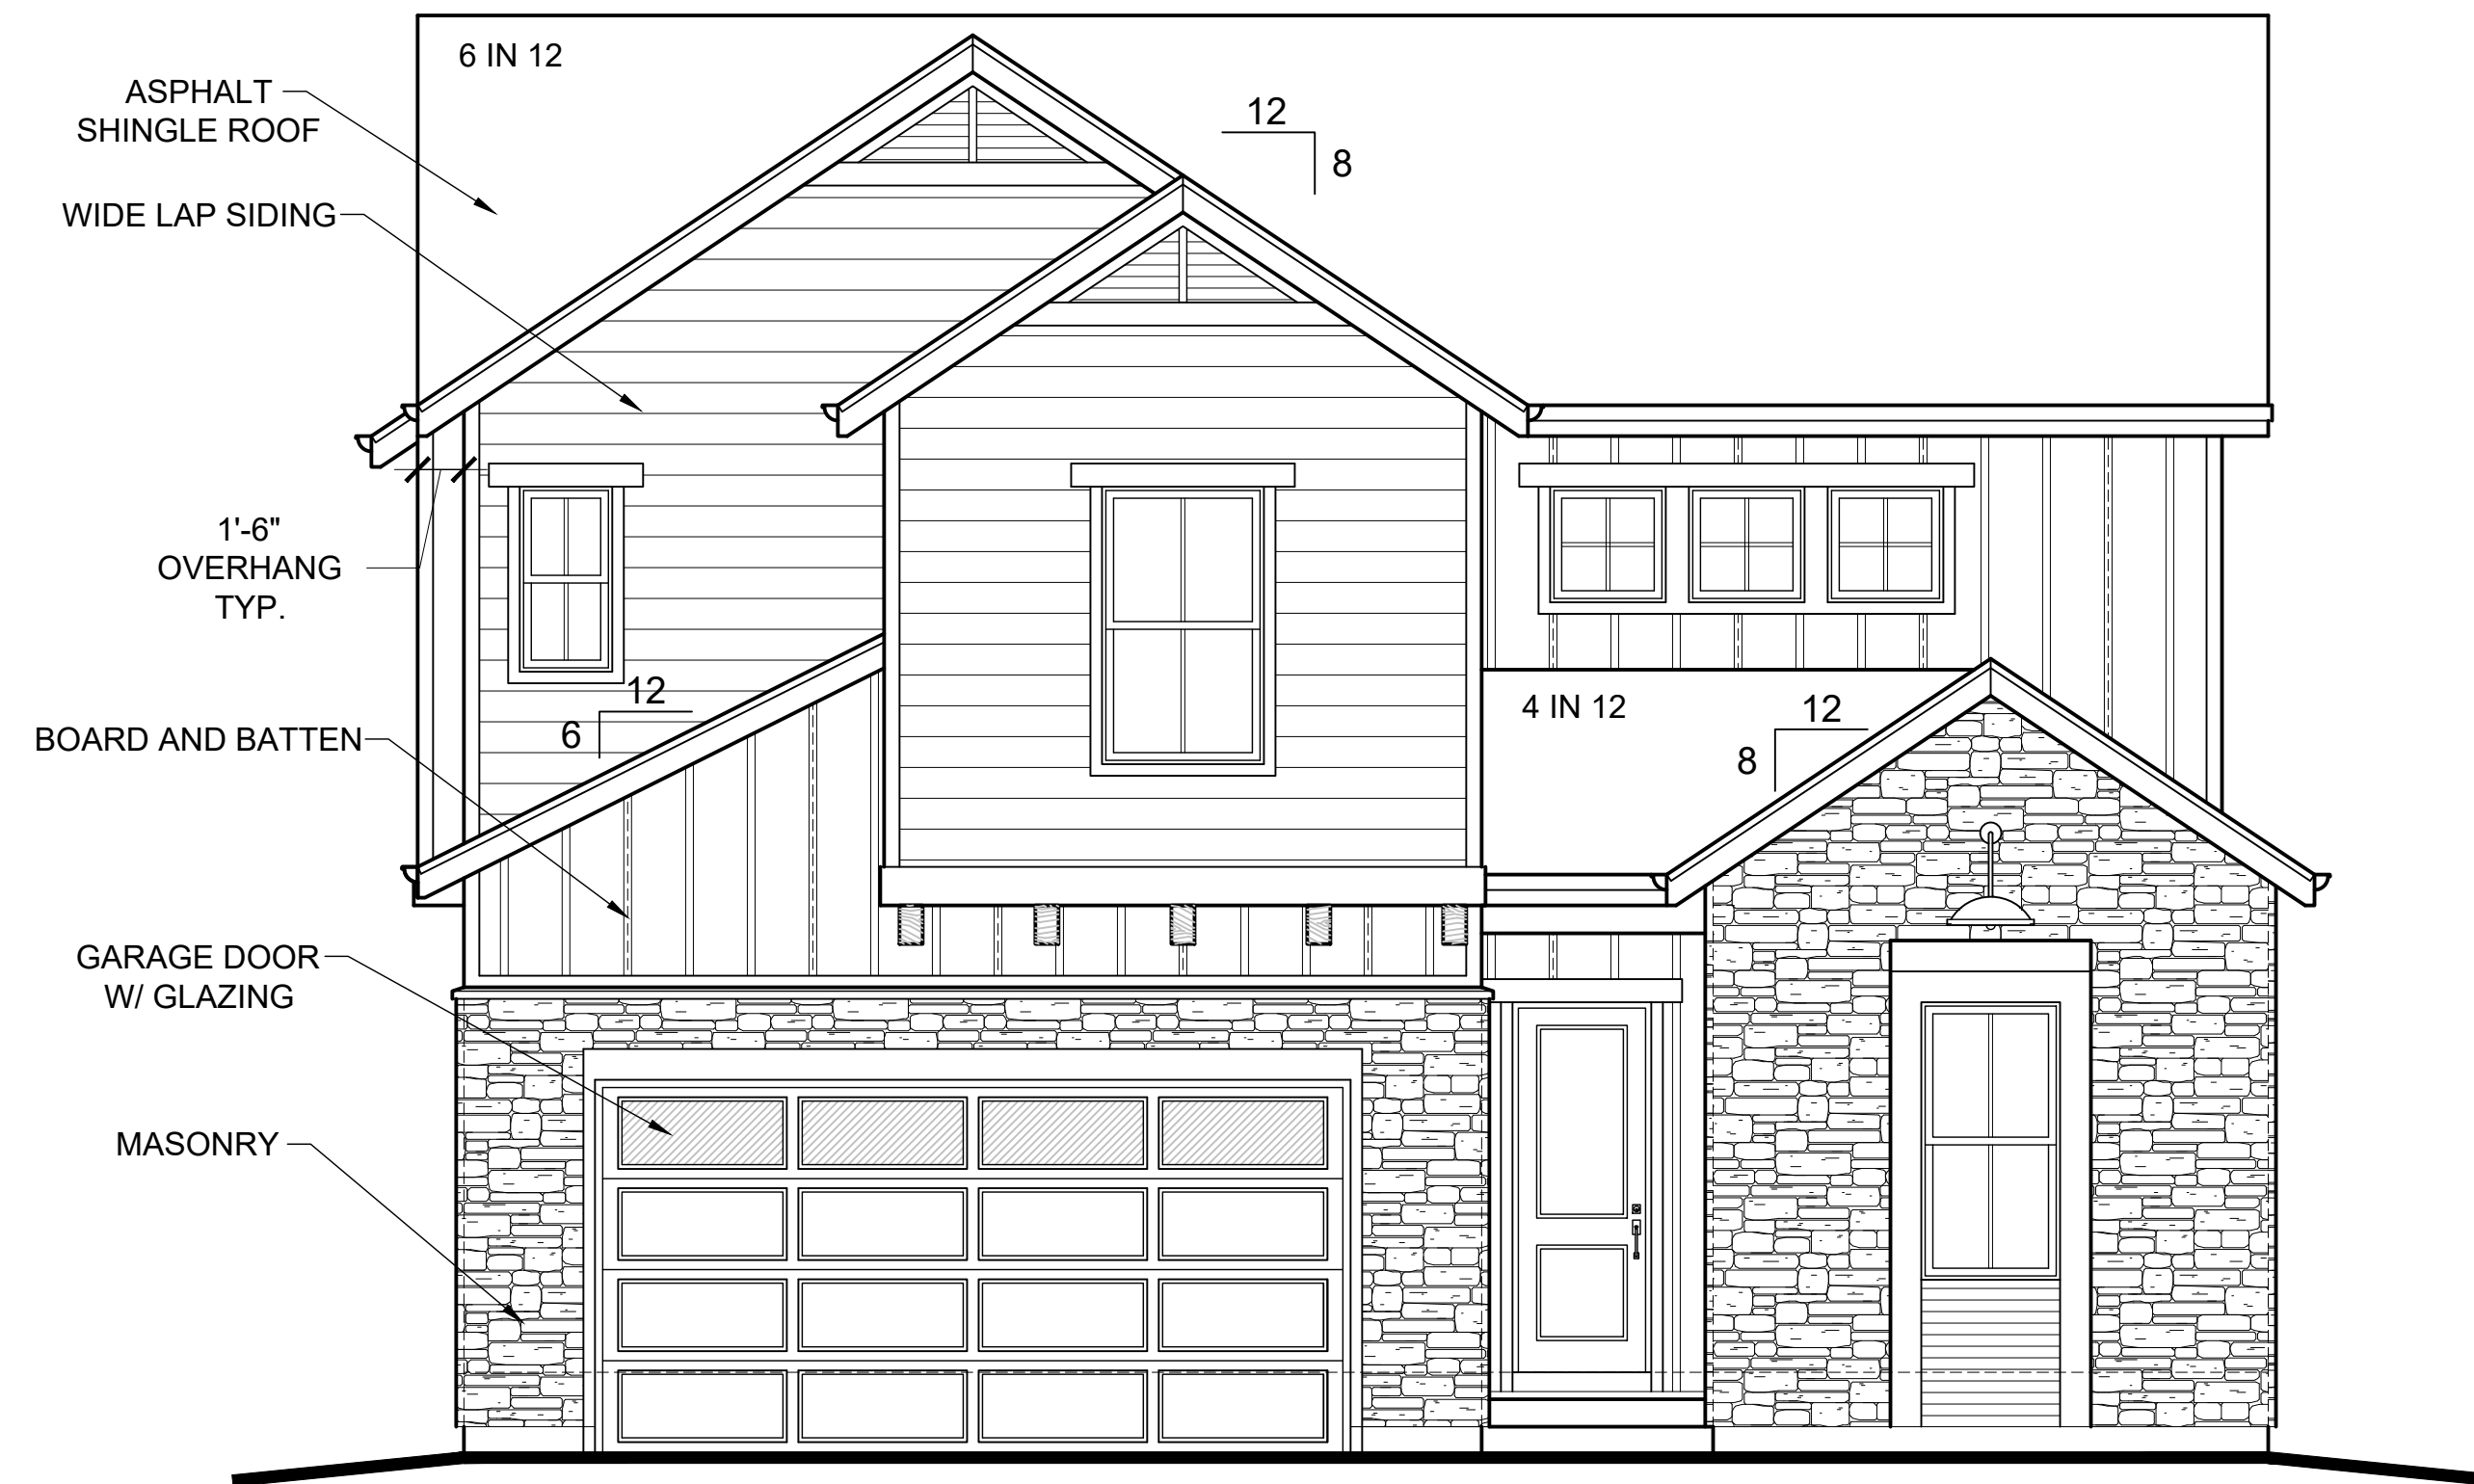 6 IN 12
ASPHALT
SHINGLE ROOF
12
8
WIDE LAP SIDING
1'-6"
OVERHANG
TYP.
12
6
4 IN 12
12
8
BOARD AND BATTEN
GARAGE DOOR
W/ GLAZING
MASONRY